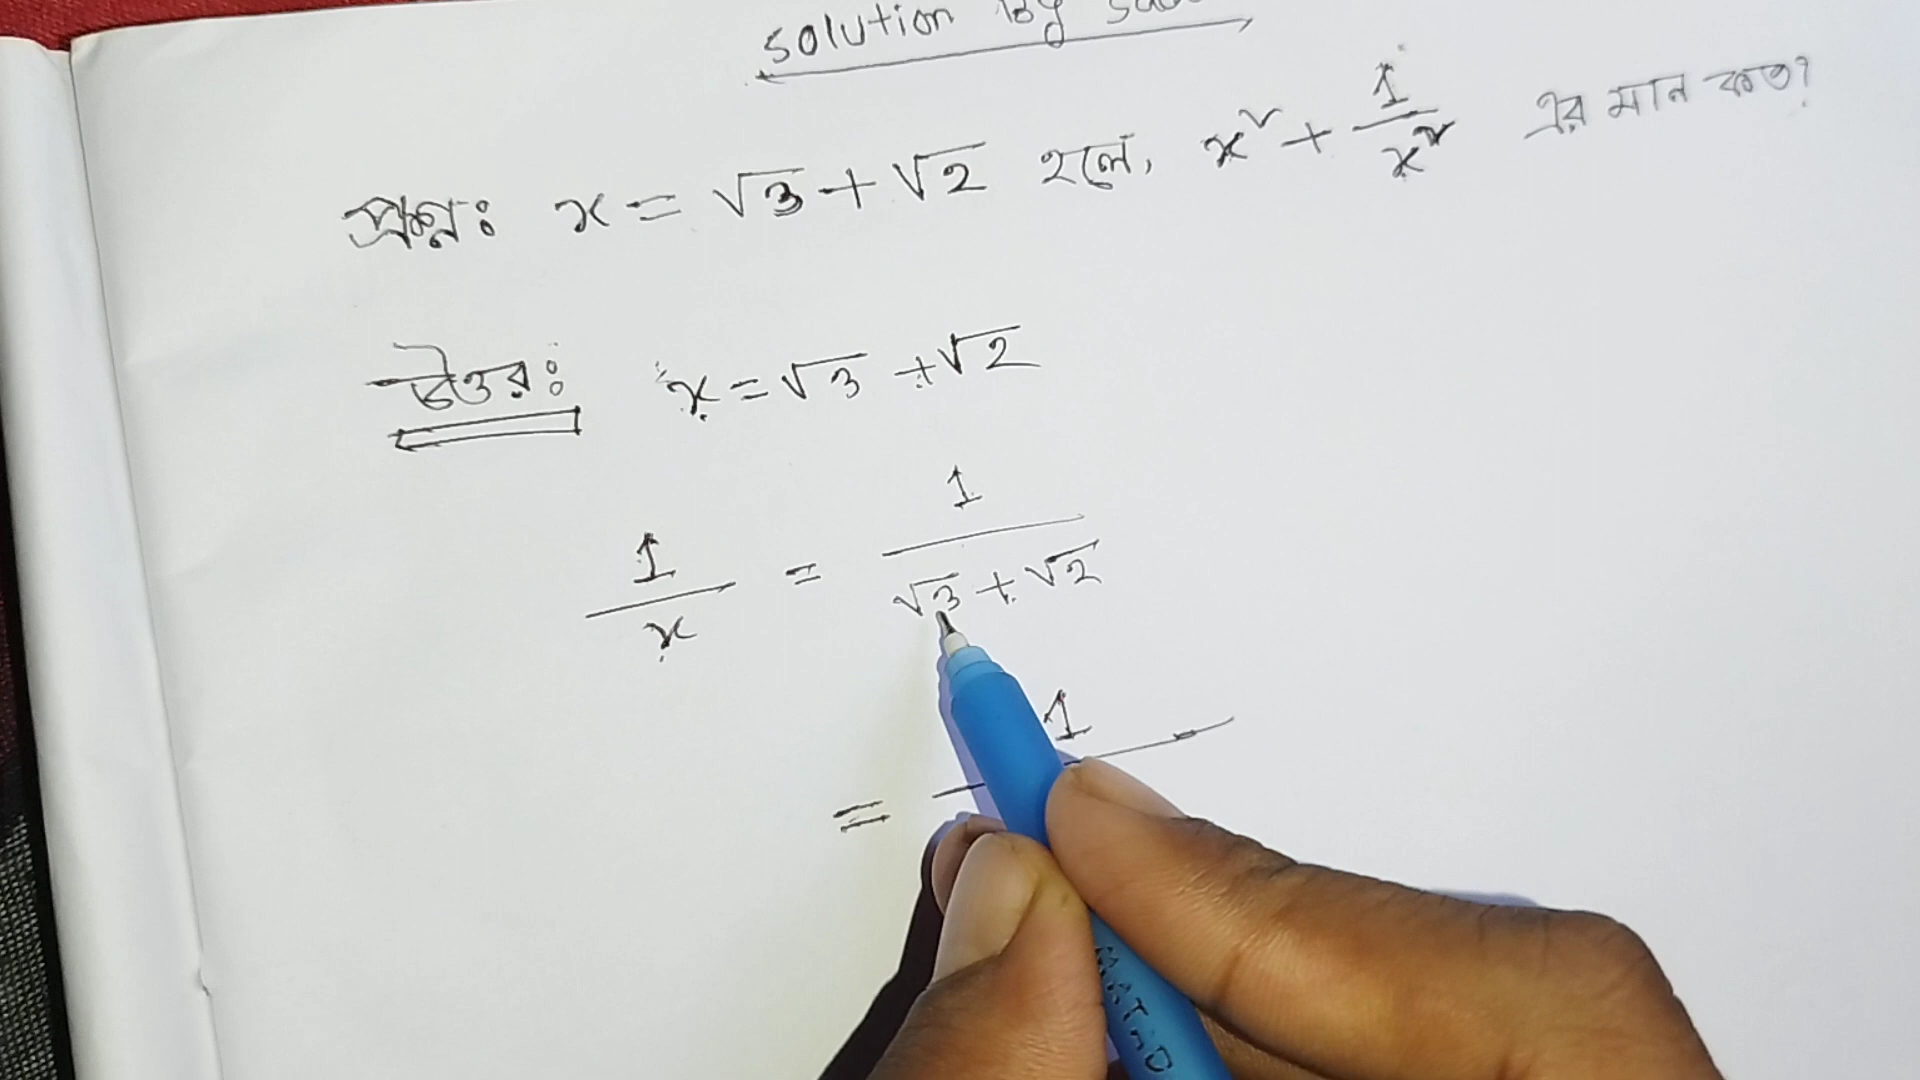 solution By
প্রশ্নঃ x = √3 + √2 হলে, x² + 1/x² এর মান কত?
উত্তরঃ x = √3 + √2
1/x = 1/(√3 + √2)
= 1